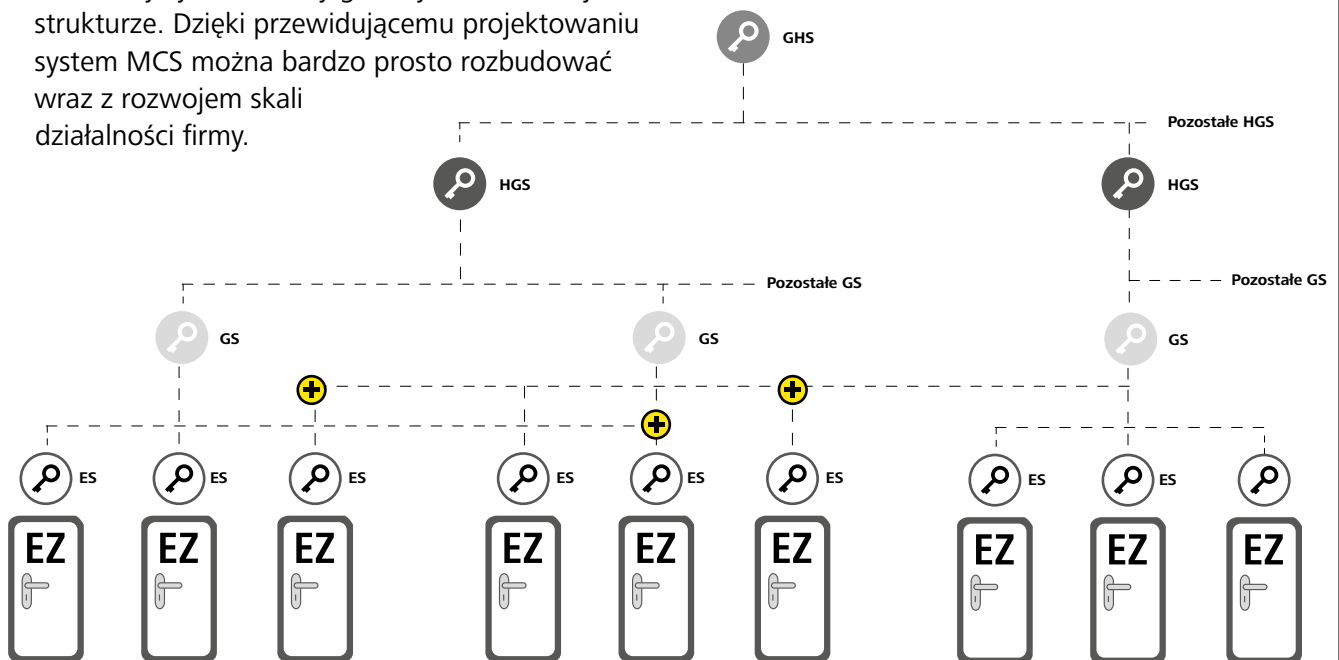 strukturze. Dzięki przewidującemu projektowaniu
system MCS można bardzo prosto rozbudować
wraz z rozwojem skali
działalności firmy.
GHS
Pozostałe HGS
HGS
HGS
Pozostałe GS
Pozostałe GS
GS
GS
GS
ES
ES
ES
ES
ES
ES
ES
ES
EZ
EZ
EZ
EZ
EZ
EZ
EZ
EZ
EZ